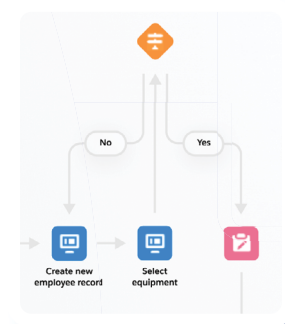 No
Yes
Create new
employee record
Select
equipment